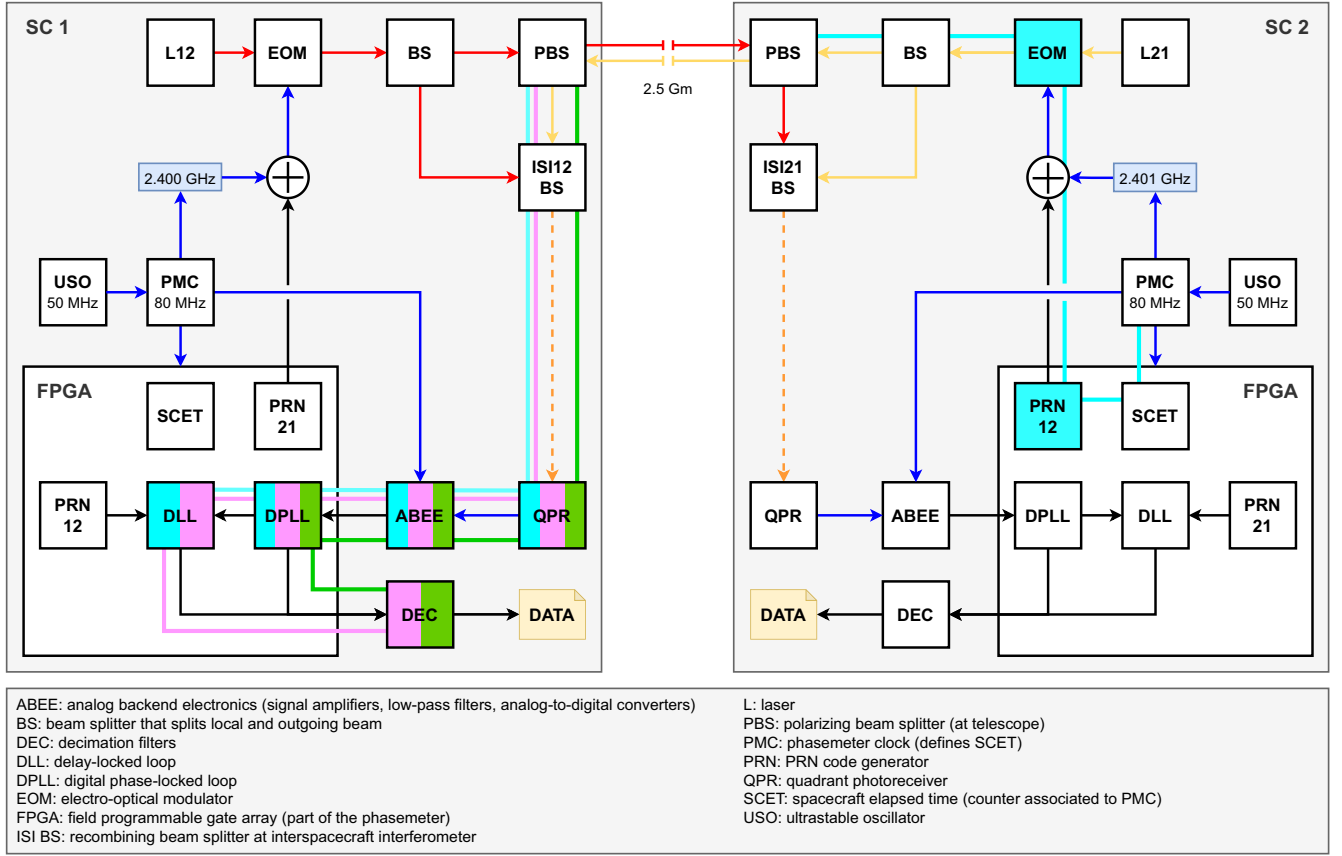 SC 1
SC 2
L12
EOM
BS
PBS
2.5 Gm
PBS
BS
EOM
L21
ISI12
BS
ISI21
BS
2.400 GHz
2.401 GHz
USO
50 MHz
PMC
80 MHz
PMC
80 MHz
USO
50 MHz
FPGA
SCET
PRN
21
PRN
12
SCET
FPGA
PRN
12
DLL
DPLL
ABEE
QPR
QPR
ABEE
DPLL
DLL
PRN
21
DEC
DATA
DATA
DEC
ABEE: analog backend electronics (signal amplifiers, low-pass filters, analog-to-digital converters)
BS: beam splitter that splits local and outgoing beam
DEC: decimation filters
DLL: delay-locked loop
DPLL: digital phase-locked loop
EOM: electro-optical modulator
FPGA: field programmable gate array (part of the phasemeter)
ISI BS: recombining beam splitter at interspacecraft interferometer
L: laser
PBS: polarizing beam splitter (at telescope)
PMC: phasemeter clock (defines SCET)
PRN: PRN code generator
QPR: quadrant photoreceiver
SCET: spacecraft elapsed time (counter associated to PMC)
USO: ultrastable oscillator